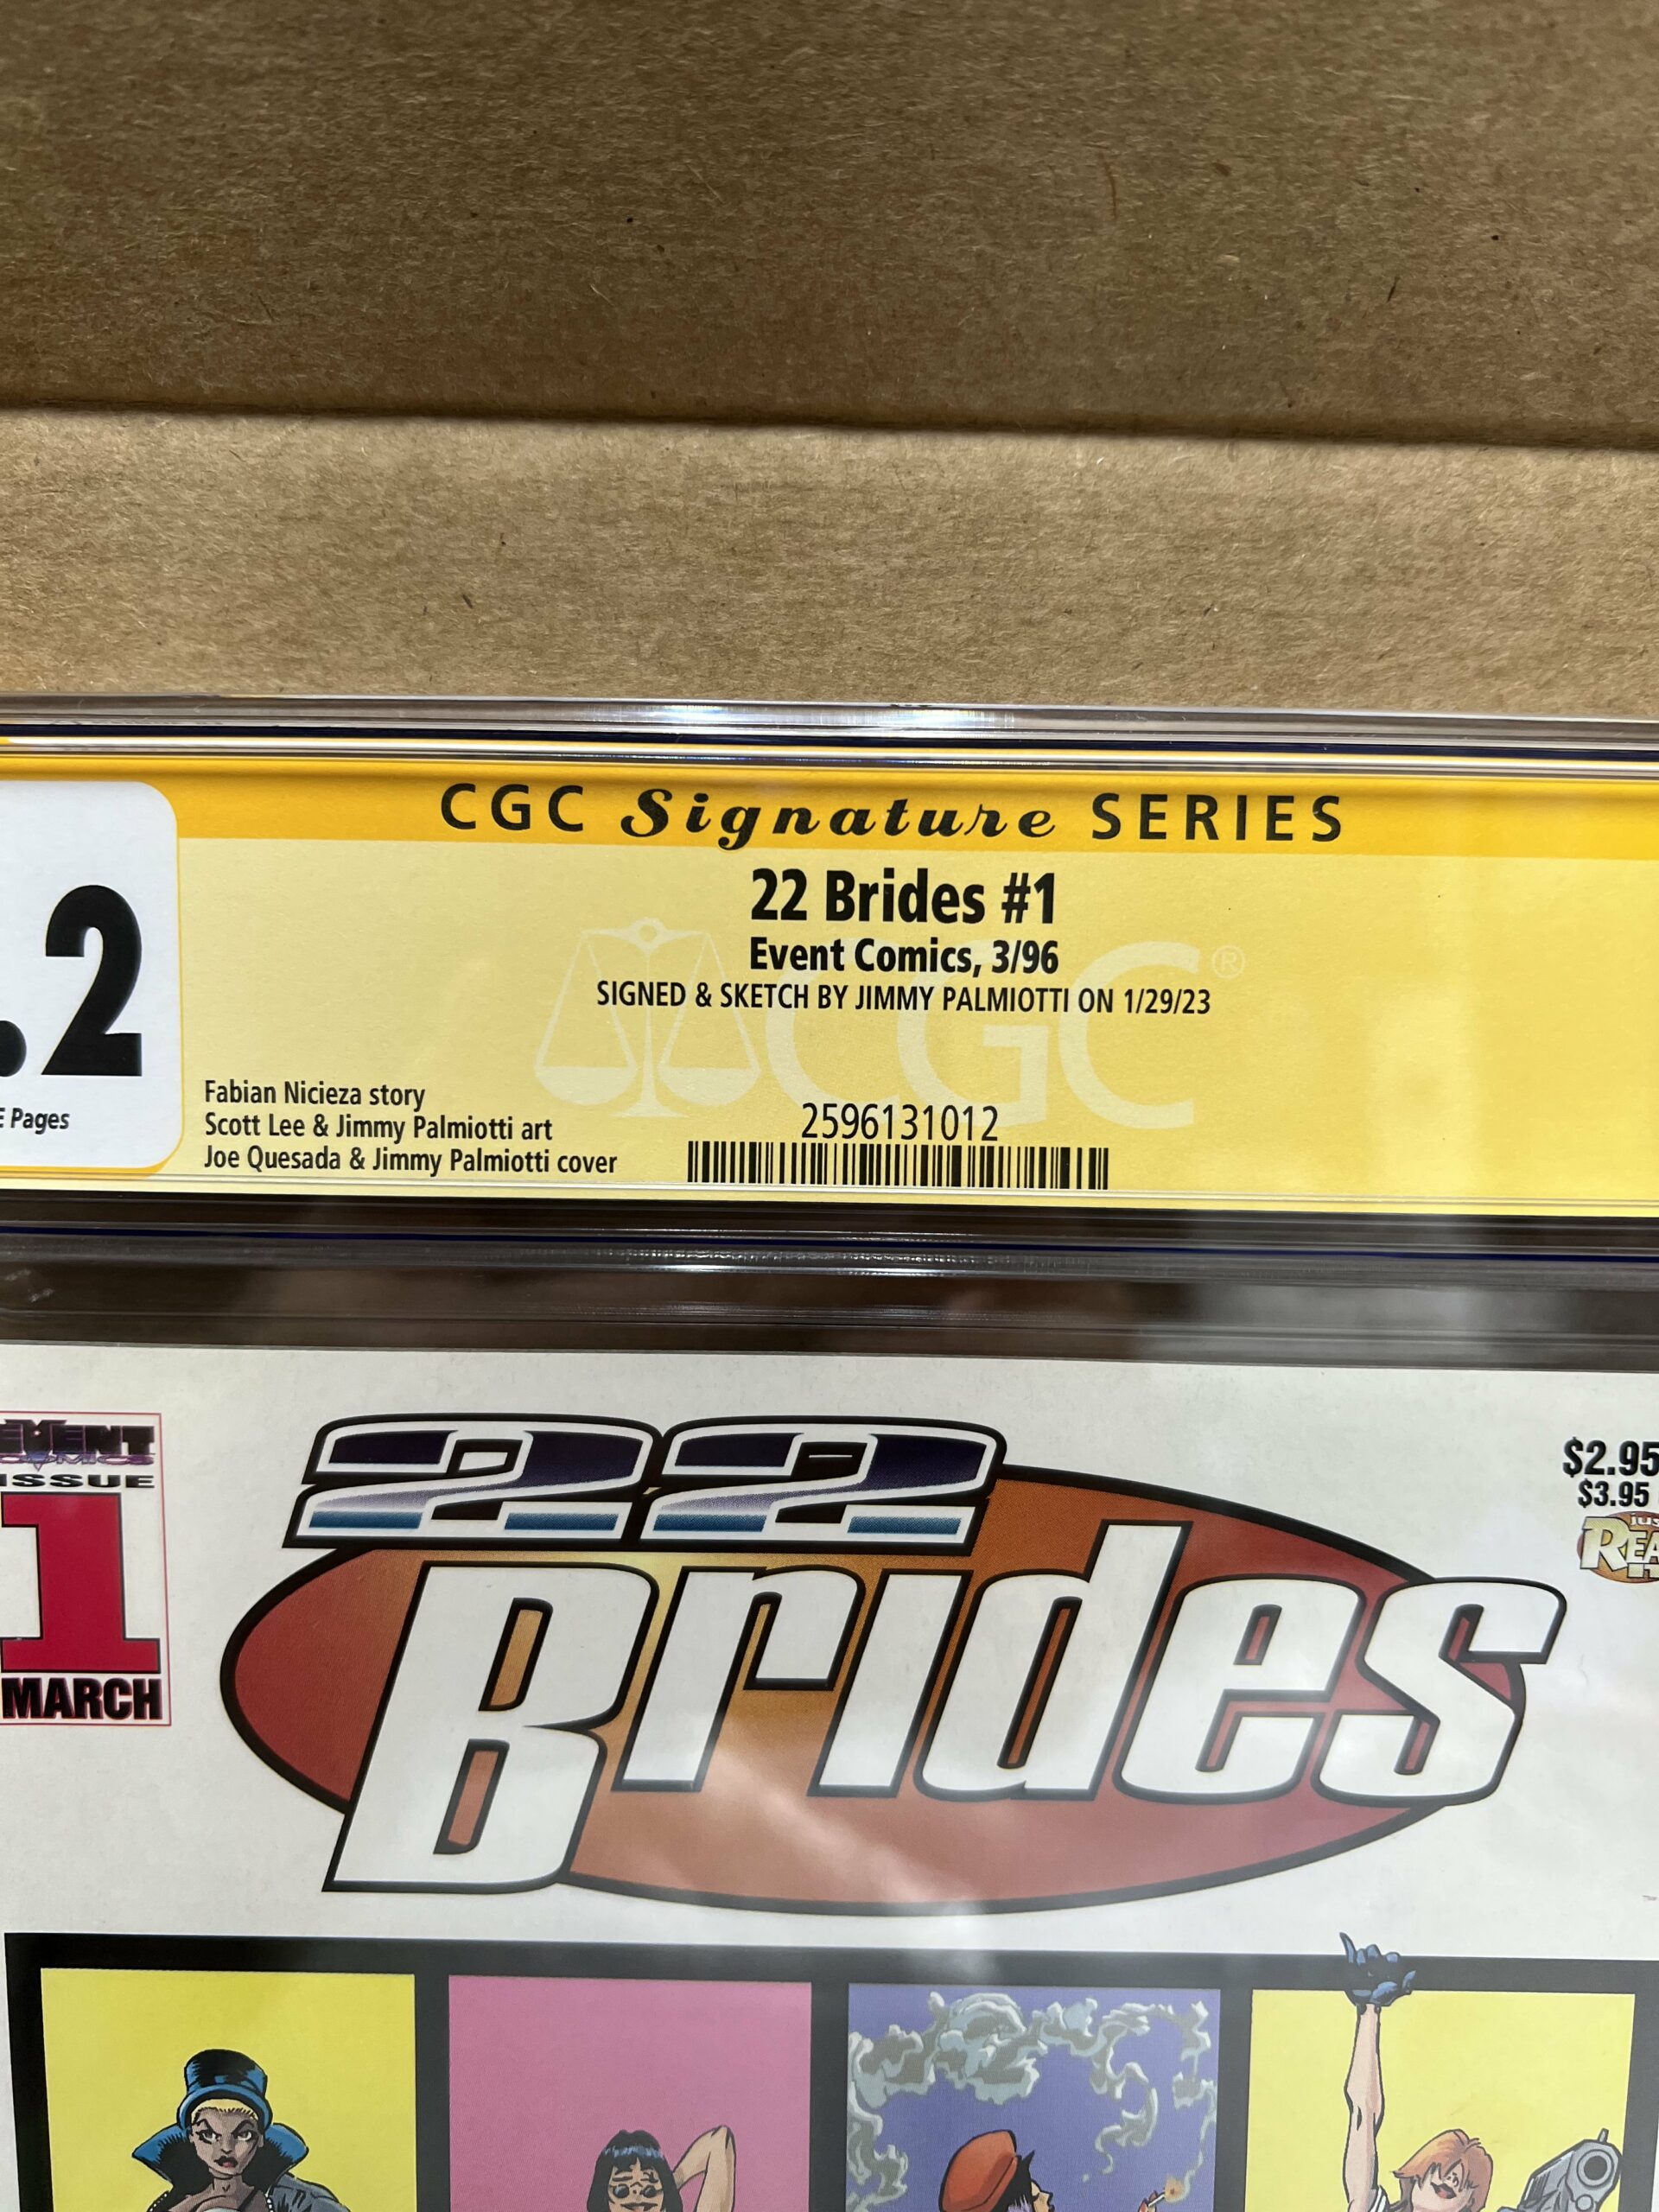 CGC Signature SERIES
22 Brides #1
Event Comics, 3/96
SIGNED & SKETCH BY JIMMY PALMIOTTI ON 1/29/23
.2
Pages
Fabian Nicieza story
Scott Lee & Jimmy Palmiotti art
Joe Quesada & Jimmy Palmiotti cover
2596131012
CGC®
EVENT
COMICS
ISSUE
1
MARCH
22
Brides
$2.95
$3.95